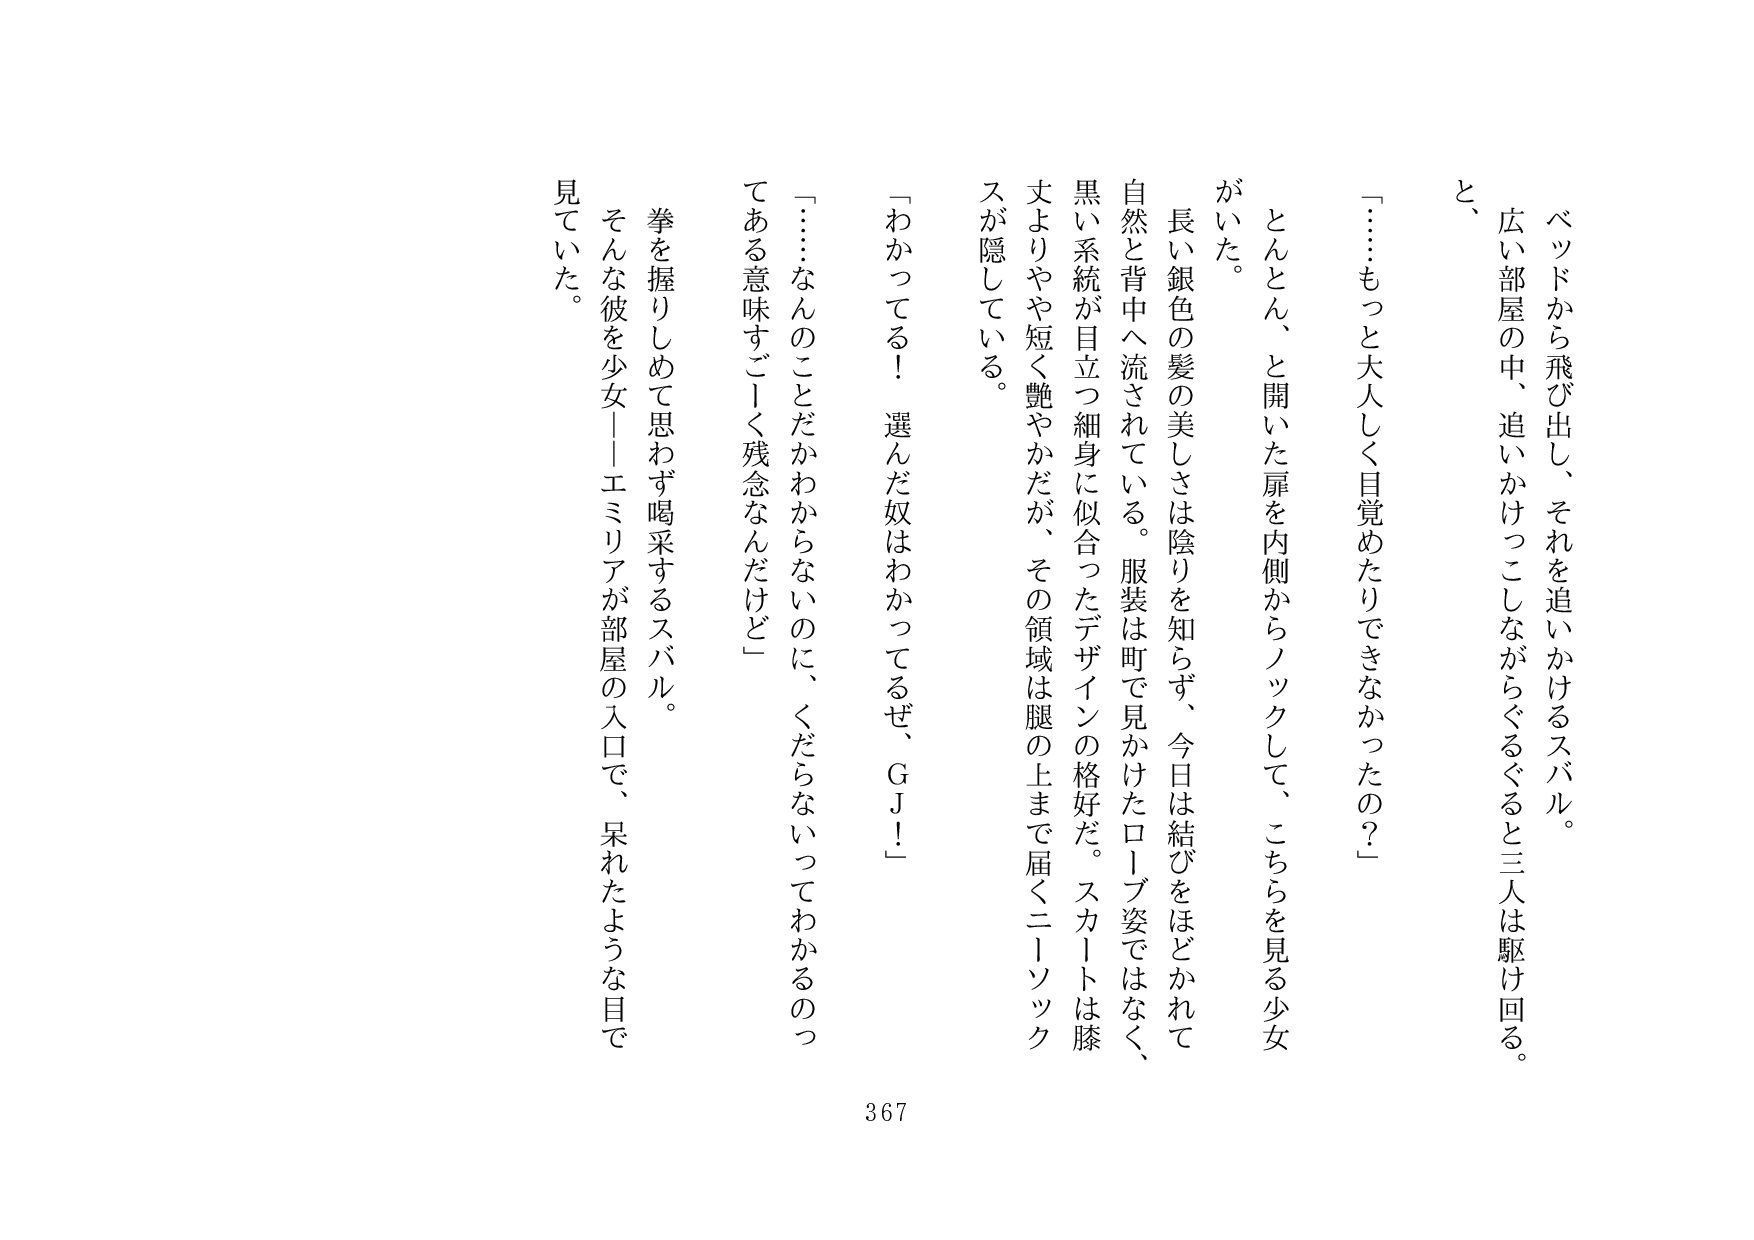 ベッドから飛び出し、それを追いかけるスバル。
　広い部屋の中、追いかけっこしながらぐるぐると三人は駆け回る。
と、
「……もっと大人しく目覚めたりできなかったの？」
　とんとん、と開いた扉を内側からノックして、こちらを見る少女
がいた。
　長い銀色の髪の美しさは陰りを知らず、今日は結びをほどかれて
自然と背中へ流されている。服装は町で見かけたローブ姿ではなく、
黒い系統が目立つ細身に似合ったデザインの格好だ。スカートは膝
丈よりやや短く艶やかだが、その領域は腿の上まで届くニーソック
スが隠している。
「わかってる！　選んだ奴はわかってるぜ、ＧＪ！」
「……なんのことだかわからないのに、くだらないってわかるのっ
てある意味すごーく残念なんだけど」
　拳を握りしめて思わず喝采するスバル。
　そんな彼を少女――エミリアが部屋の入口で、呆れたような目で
見ていた。
367